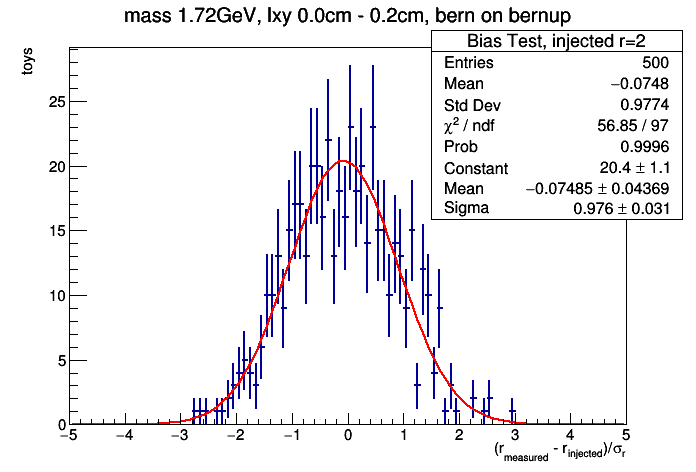 mass 1.72GeV, lxy 0.0cm - 0.2cm, bern on bernup
Bias Test, injected r=2
Entries 500
Mean −0.0748
Std Dev 0.9774
χ² / ndf 56.85 / 97
Prob 0.9996
Constant 20.4 ± 1.1
Mean −0.07485 ± 0.04369
Sigma 0.976 ± 0.031
toys
25
20
15
10
5
0
−5 −4 −3 −2 −1 0 1 2 3 4 5
(r_measured - r_injected)/σ_r